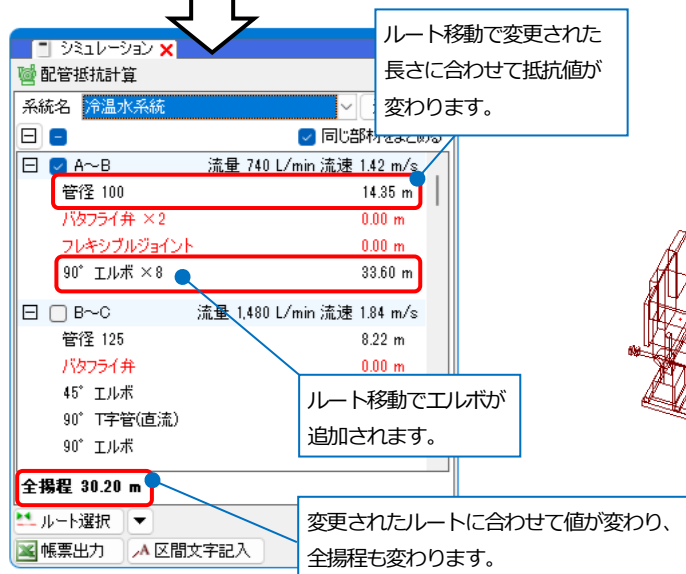 ルート移動で変更された
長さに合わせて抵抗値が
変わります。
シミュレーション
配管抵抗計算
系統名 冷温水系統
同じ部材をまとめる
A～B 流量 740 L/min 流速 1.42 m/s
管径 100 14.35 m
バタフライ弁 ×2 0.00 m
フレキシブルジョイント 0.00 m
90° エルボ ×8 33.60 m
B～C 流量 1,480 L/min 流速 1.84 m/s
管径 125 8.22 m
バタフライ弁 0.00 m
45° エルボ
90° T字管(直流)
90° エルボ
ルート移動でエルボが
追加されます。
全揚程 30.20 m
ルート選択
帳票出力 区間文字記入
変更されたルートに合わせて値が変わり、
全揚程も変わります。